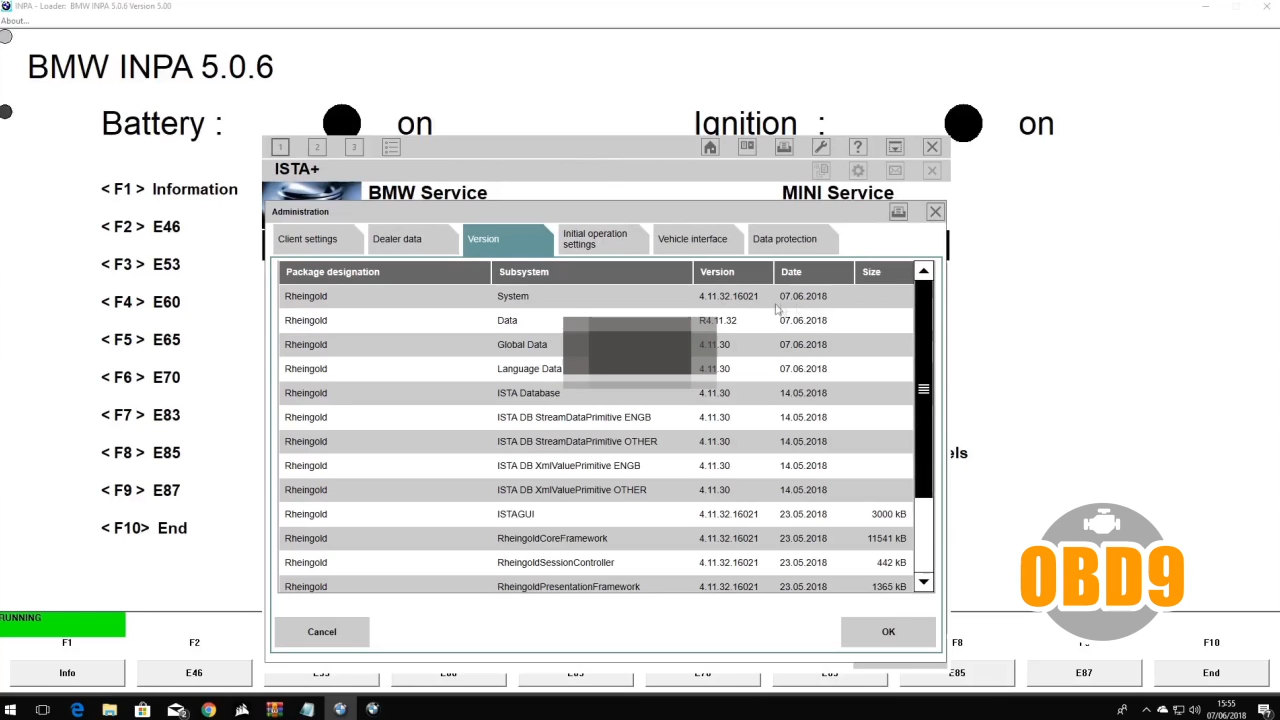 INPA - Loader: BMW INPA 5.0.6 Version 5.00
About...
BMW INPA 5.0.6
Battery : on Ignition : on
< F1 > Information
< F2 > E46
< F3 > E53
< F4 > E60
< F5 > E65
< F6 > E70
< F7 > E83
< F8 > E85
< F9 > E87
< F10> End
1 2 3
ISTA+
BMW Service MINI Service
Administration
Client settings Dealer data Version Initial operation settings Vehicle interface Data protection
Package designation Subsystem Version Date Size
Rheingold System 4.11.32.16021 07.06.2018
Rheingold Data R4.11.32 07.06.2018
Rheingold Global Data 4.11.30 07.06.2018
Rheingold Language Data 4.11.30 07.06.2018
Rheingold ISTA Database 4.11.30 14.05.2018
Rheingold ISTA DB StreamDataPrimitive ENGB 4.11.30 14.05.2018
Rheingold ISTA DB StreamDataPrimitive OTHER 4.11.30 14.05.2018
Rheingold ISTA DB XmlValuePrimitive ENGB 4.11.30 14.05.2018
Rheingold ISTA DB XmlValuePrimitive OTHER 4.11.30 14.05.2018
Rheingold ISTAGUI 4.11.32.16021 23.05.2018 3000 kB
Rheingold RheingoldCoreFramework 4.11.32.16021 23.05.2018 11541 kB
Rheingold RheingoldSessionController 4.11.32.16021 23.05.2018 442 kB
Rheingold RheingoldPresentationFramework 4.11.32.16021 23.05.2018 1365 kB
Cancel OK
OBD9
RUNNING
F1 F2 F8 F10
Info E46 E85 E87 End
15:55
07/06/2018